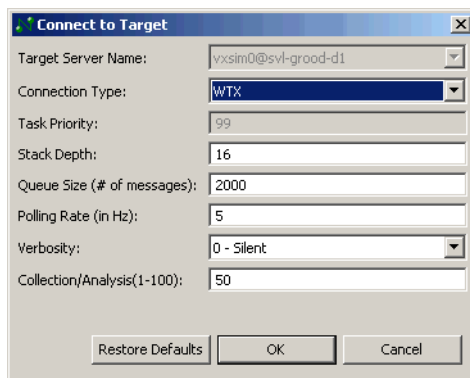 Connect to Target
Target Server Name: vxsim0@svl-grood-d1
Connection Type: WTX
Task Priority: 99
Stack Depth: 16
Queue Size (# of messages): 2000
Polling Rate (in Hz): 5
Verbosity: 0 - Silent
Collection/Analysis(1-100): 50
Restore Defaults OK Cancel